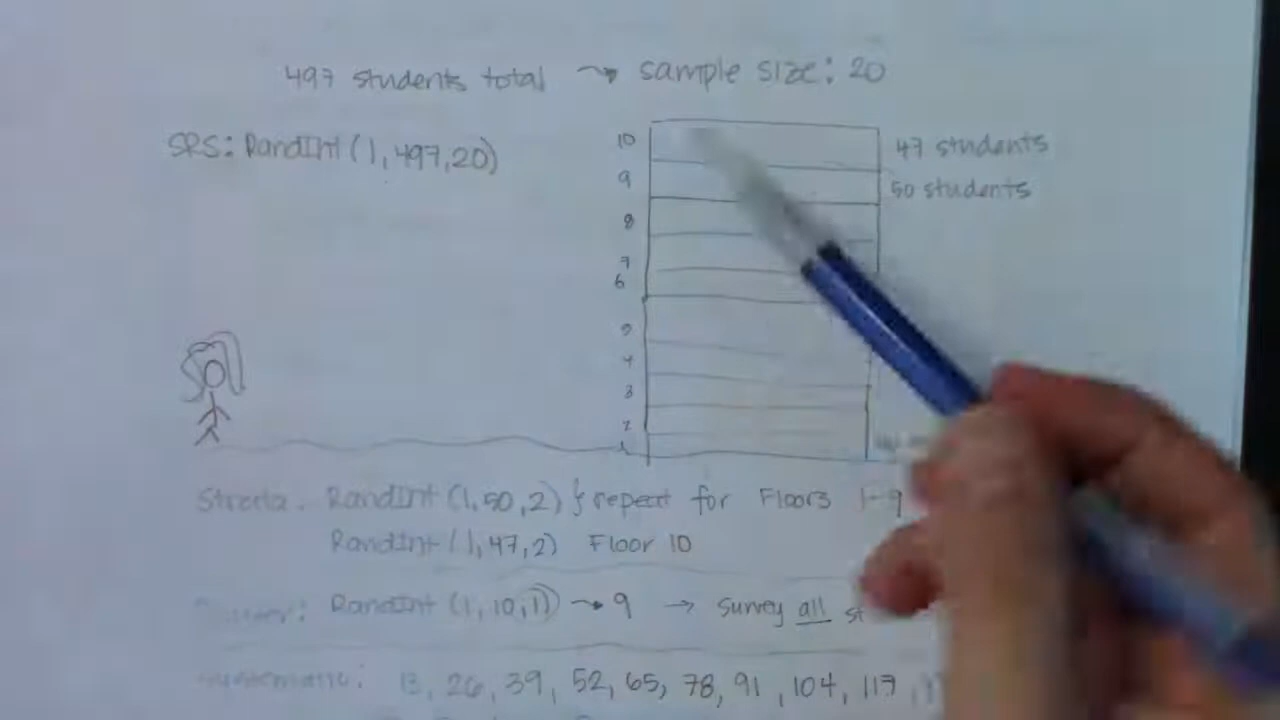 497 students total → sample size: 20
SRS: RandInt (1, 497, 20)
10
47 students
9
50 students
8
7
6
5
4
3
2
1
Strata: RandInt (1, 50, 2) } repeat for Floors 1-9
RandInt (1, 47, 2) Floor 10
RandInt (1, 10, 1) → 9 → Survey all
13, 26, 39, 52, 65, 78, 91, 104, 117,